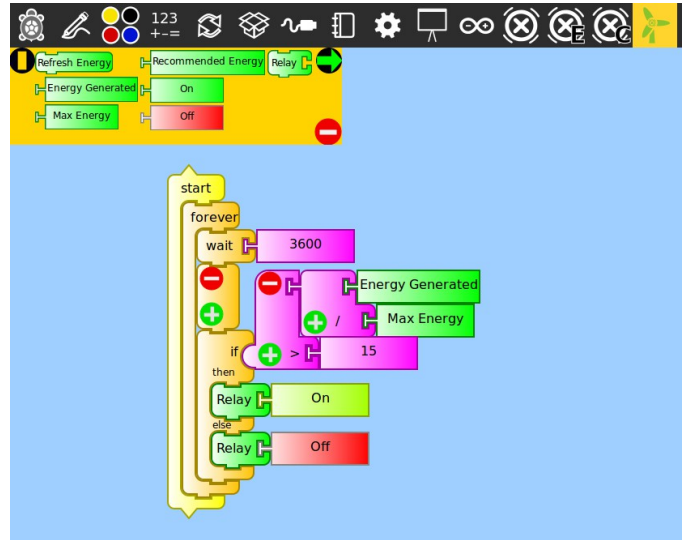 123
+-=
E
C
Refresh Energy
Recommended Energy
Relay
Energy Generated
On
Max Energy
Off
start
forever
wait
3600
Energy Generated
/
Max Energy
if
>
15
then
Relay
On
else
Relay
Off